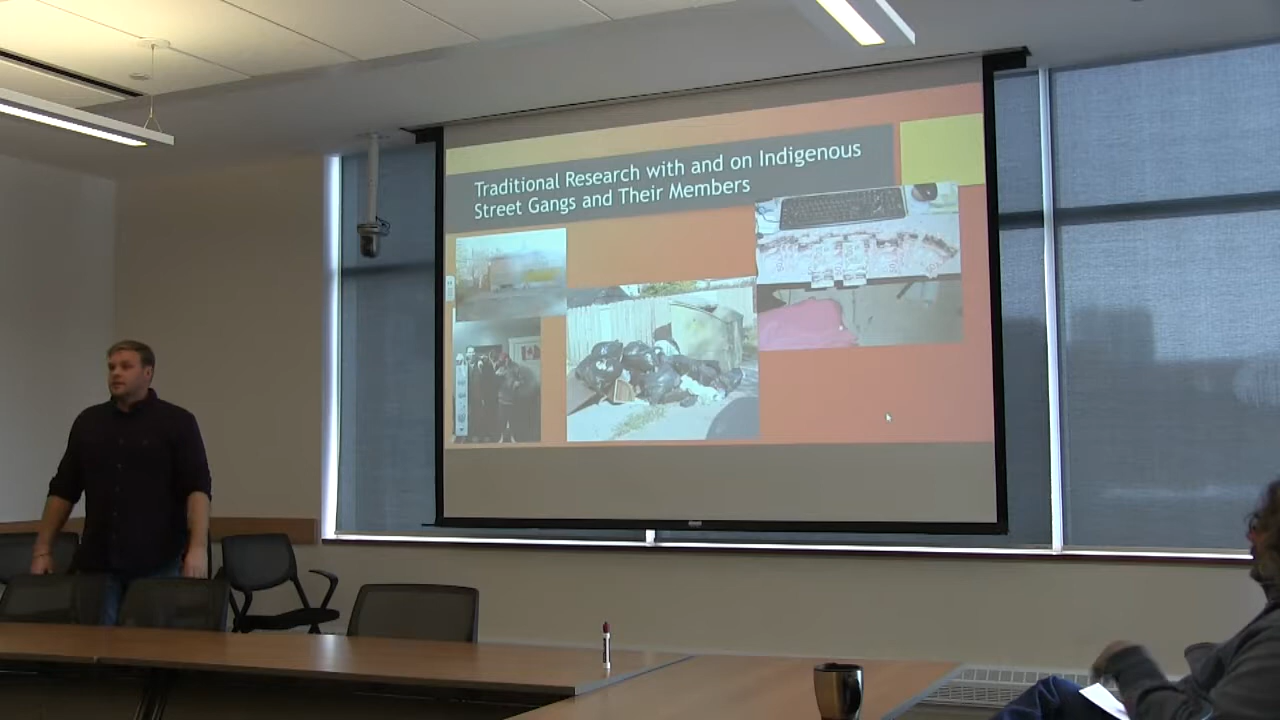 Traditional Research with and on Indigenous
Street Gangs and Their Members